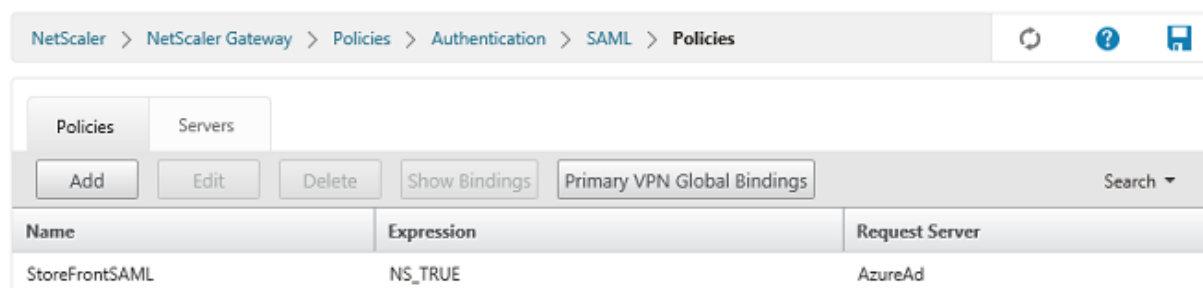 NetScaler > NetScaler Gateway > Policies > Authentication > SAML > Policies
Policies Servers
Add Edit Delete Show Bindings Primary VPN Global Bindings Search
Name Expression Request Server
StoreFrontSAML NS_TRUE AzureAd